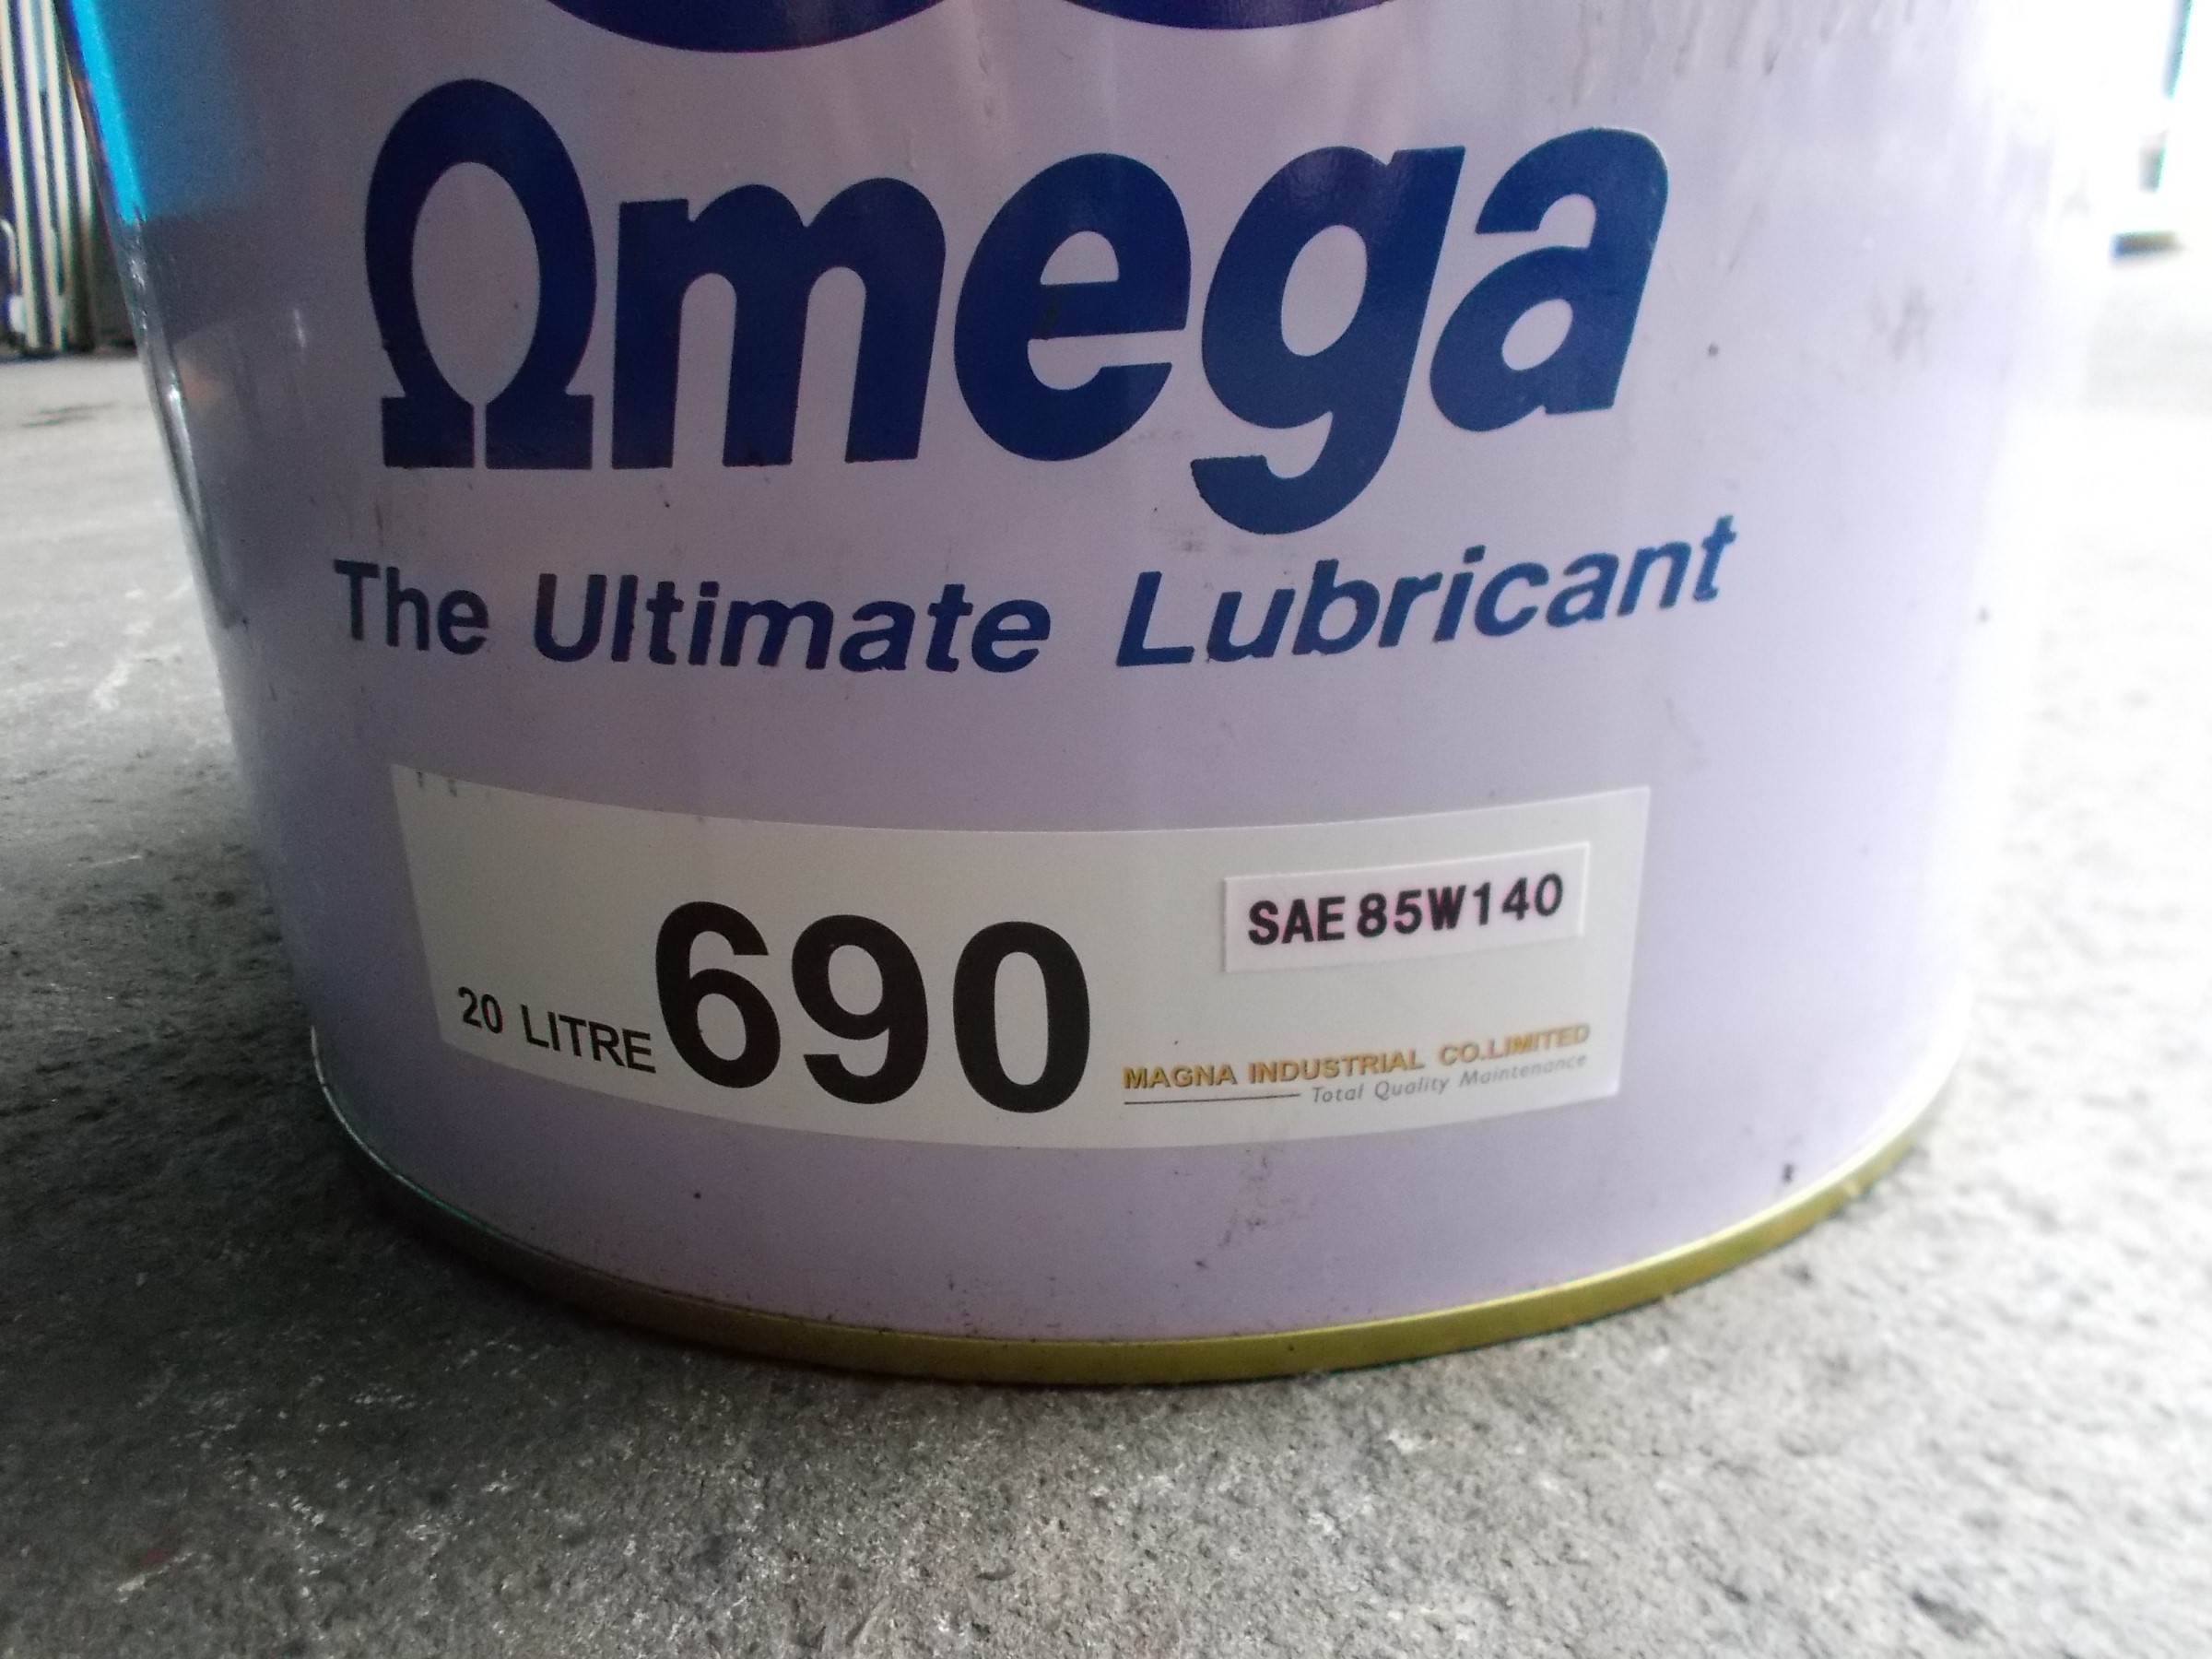 Ωmega
The Ultimate Lubricant
SAE 85W140
20 LITRE 690
MAGNA INDUSTRIAL CO.LIMITED
Total Quality Maintenance